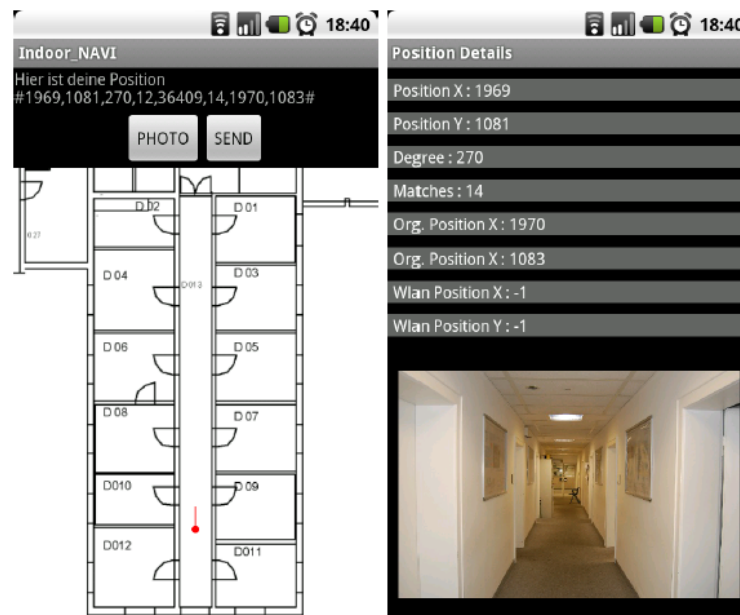 18:40
Indoor_NAVI
Hier ist deine Position
#1969,1081,270,12,36409,14,1970,1083#
PHOTO SEND
D 02
D 01
D 04
D 03
D013
D 06
D 05
D 08
D 07
D010
D 09
D012
D011
18:40
Position Details
Position X : 1969
Position Y : 1081
Degree : 270
Matches : 14
Org. Position X : 1970
Org. Position X : 1083
Wlan Position X : -1
Wlan Position Y : -1